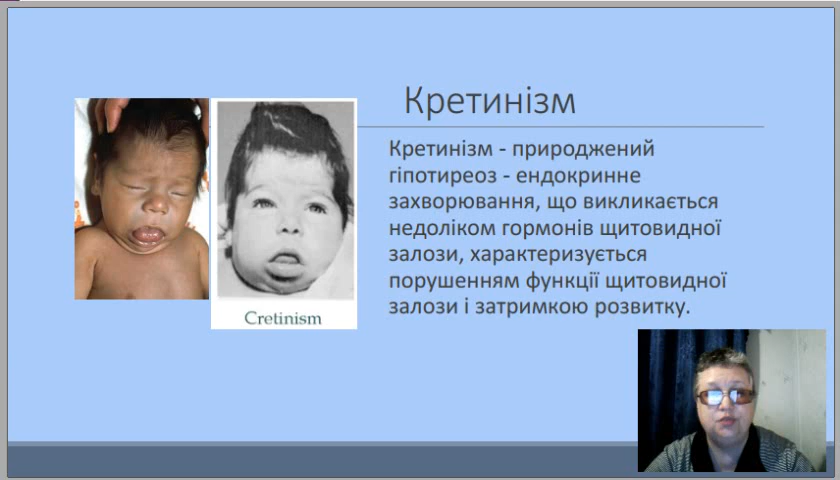 Кретинізм
Кретинізм - природжений
гіпотиреоз - ендокринне
захворювання, що викликається
недоліком гормонів щитовидної
залози, характеризується
порушенням функції щитовидної
залози і затримкою розвитку.
Cretinism